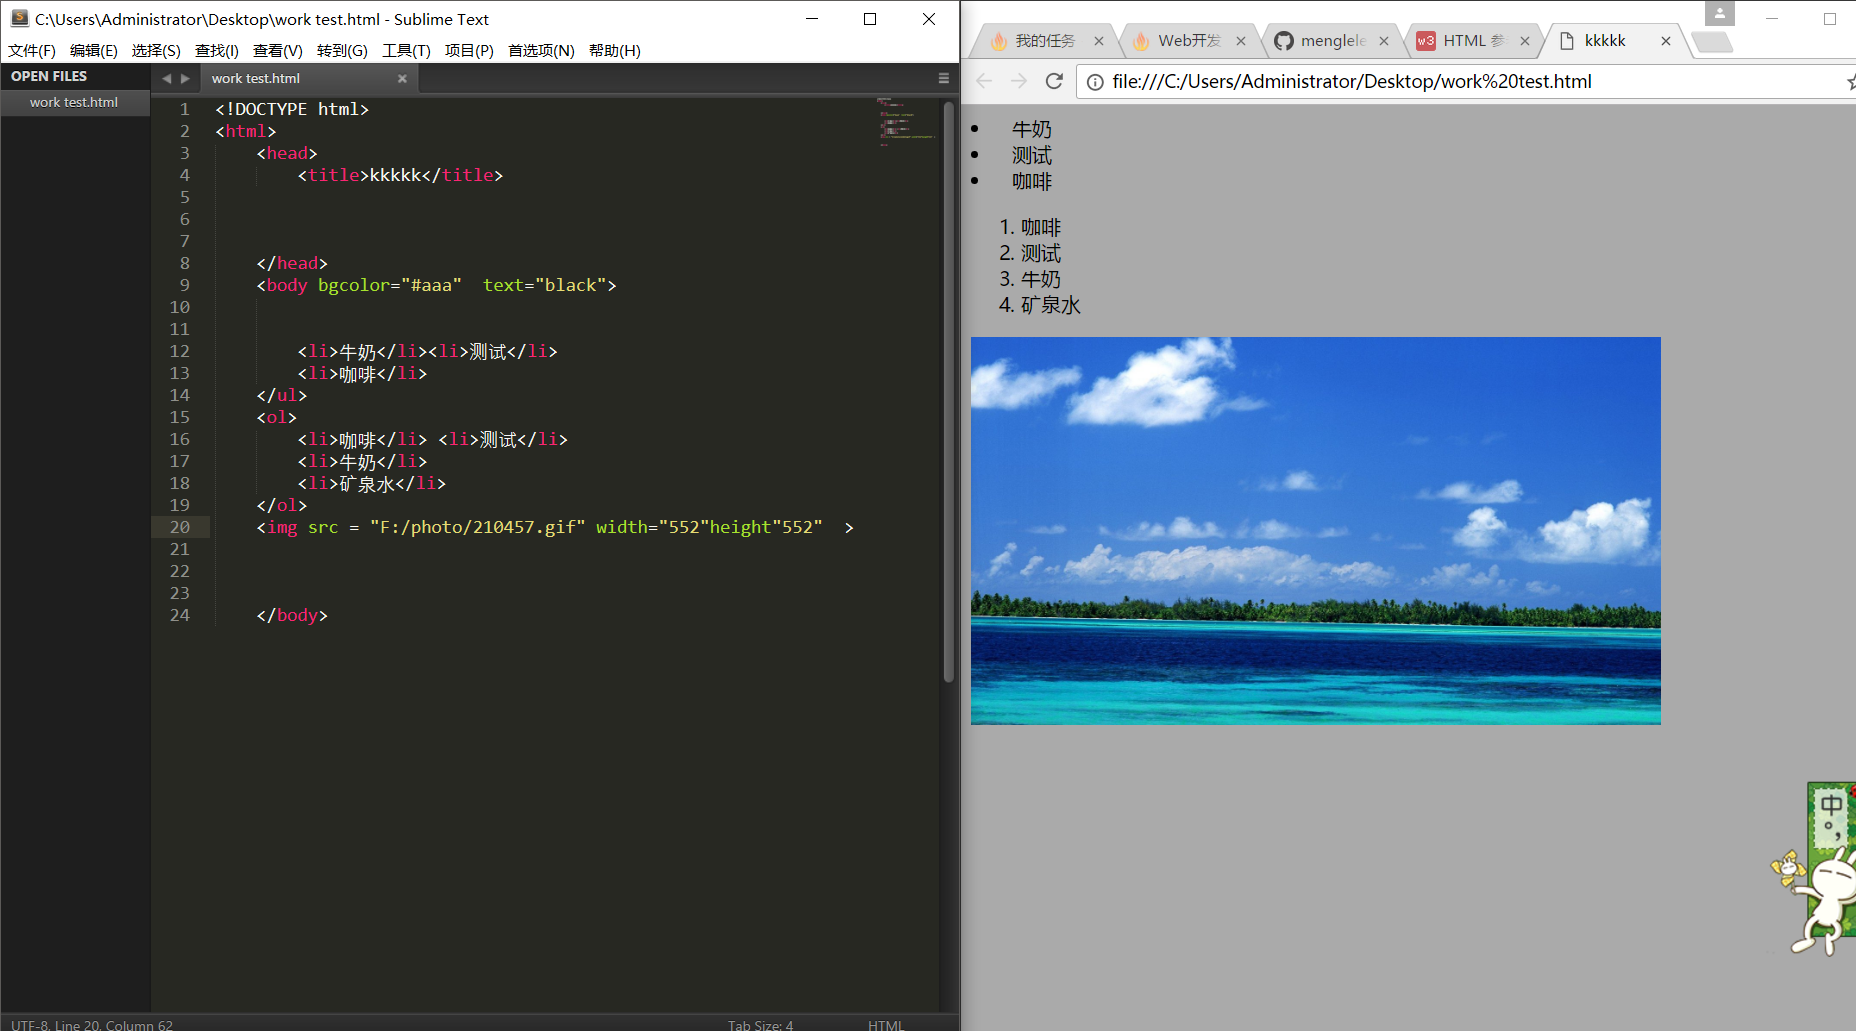 C:\Users\Administrator\Desktop\work test.html - Sublime Text
文件(F) 编辑(E) 选择(S) 查找(I) 查看(V) 转到(G) 工具(T) 项目(P) 首选项(N) 帮助(H)
OPEN FILES
work test.html
work test.html
1 <!DOCTYPE html>
2 <html>
3 <head>
4 <title>kkkkk</title>
5
6
7
8 </head>
9 <body bgcolor="#aaa"  text="black">
10
11
12 <li>牛奶</li><li>测试</li>
13 <li>咖啡</li>
14 </ul>
15 <ol>
16 <li>咖啡</li> <li>测试</li>
17 <li>牛奶</li>
18 <li>矿泉水</li>
19 </ol>
20 <img src = "F:/photo/210457.gif" width="552"height"552"  >
21
22
23
24 </body>
UTF-8, Line 20, Column 62
Tab Size: 4
HTML
我的任务
Web开发
menglele
HTML 参
kkkkk
file:///C:/Users/Administrator/Desktop/work%20test.html
• 牛奶
• 测试
• 咖啡
1. 咖啡
2. 测试
3. 牛奶
4. 矿泉水
中
°,